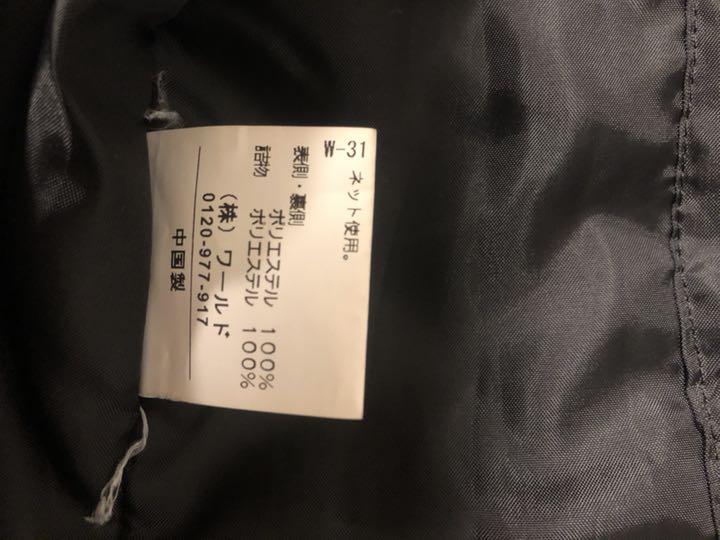 W-31 ネット使用。
表側・裏側 ポリエステル 100%
詰物 ポリエステル 100%
(株) ワールド
0120-977-917
中国製